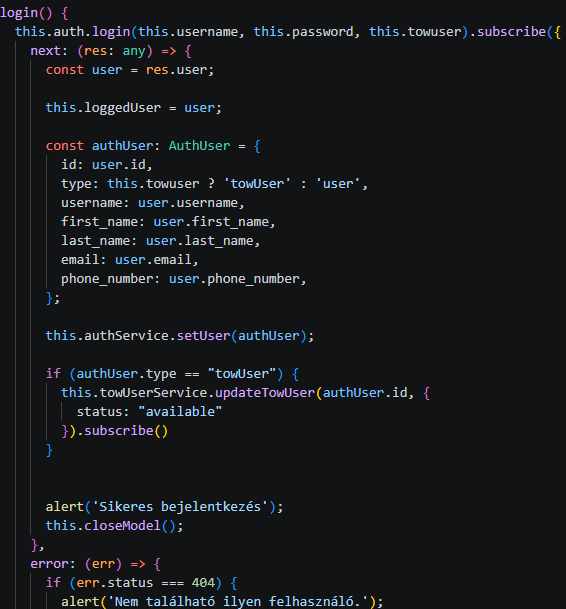 login() {
this.auth.login(this.username, this.password, this.towuser).subscribe({
next: (res: any) => {
const user = res.user;
this.loggedUser = user;
const authUser: AuthUser = {
id: user.id,
type: this.towuser ? 'towUser' : 'user',
username: user.username,
first_name: user.first_name,
last_name: user.last_name,
email: user.email,
phone_number: user.phone_number,
};
this.authService.setUser(authUser);
if (authUser.type == "towUser") {
this.towUserService.updateTowUser(authUser.id, {
status: "available"
}).subscribe()
}
alert('Sikeres bejelentkezés');
this.closeModel();
},
error: (err) => {
if (err.status === 404) {
alert('Nem található ilyen felhasználó.');